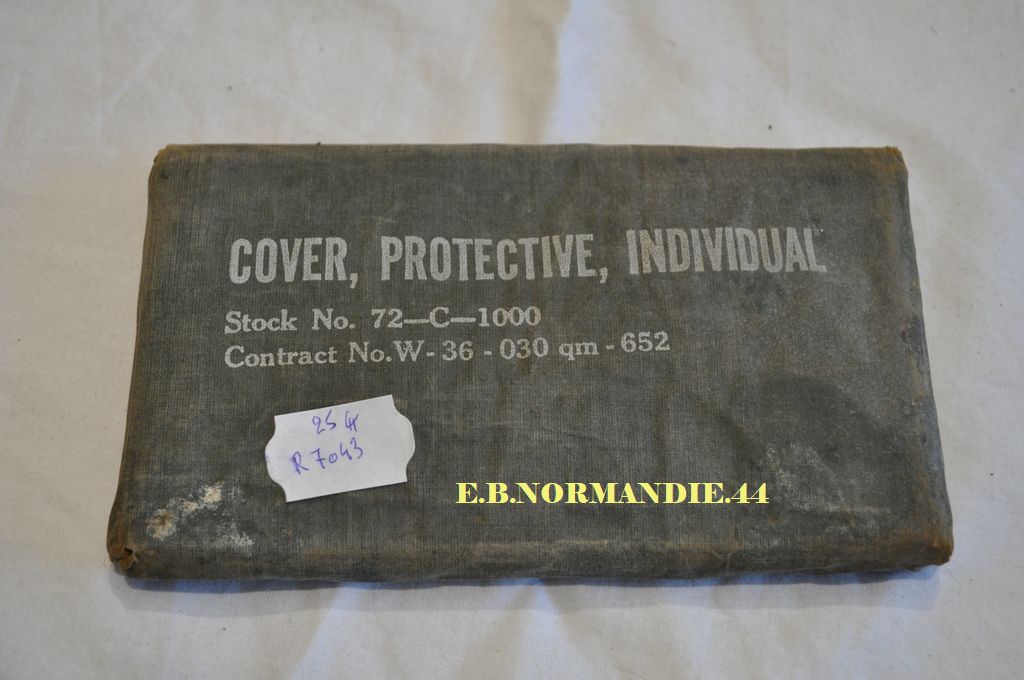 COVER, PROTECTIVE, INDIVIDUAL
Stock No. 72—C—1000
Contract No.W-36-030 qm-652
25
R 7043
E.B.NORMANDIE.44